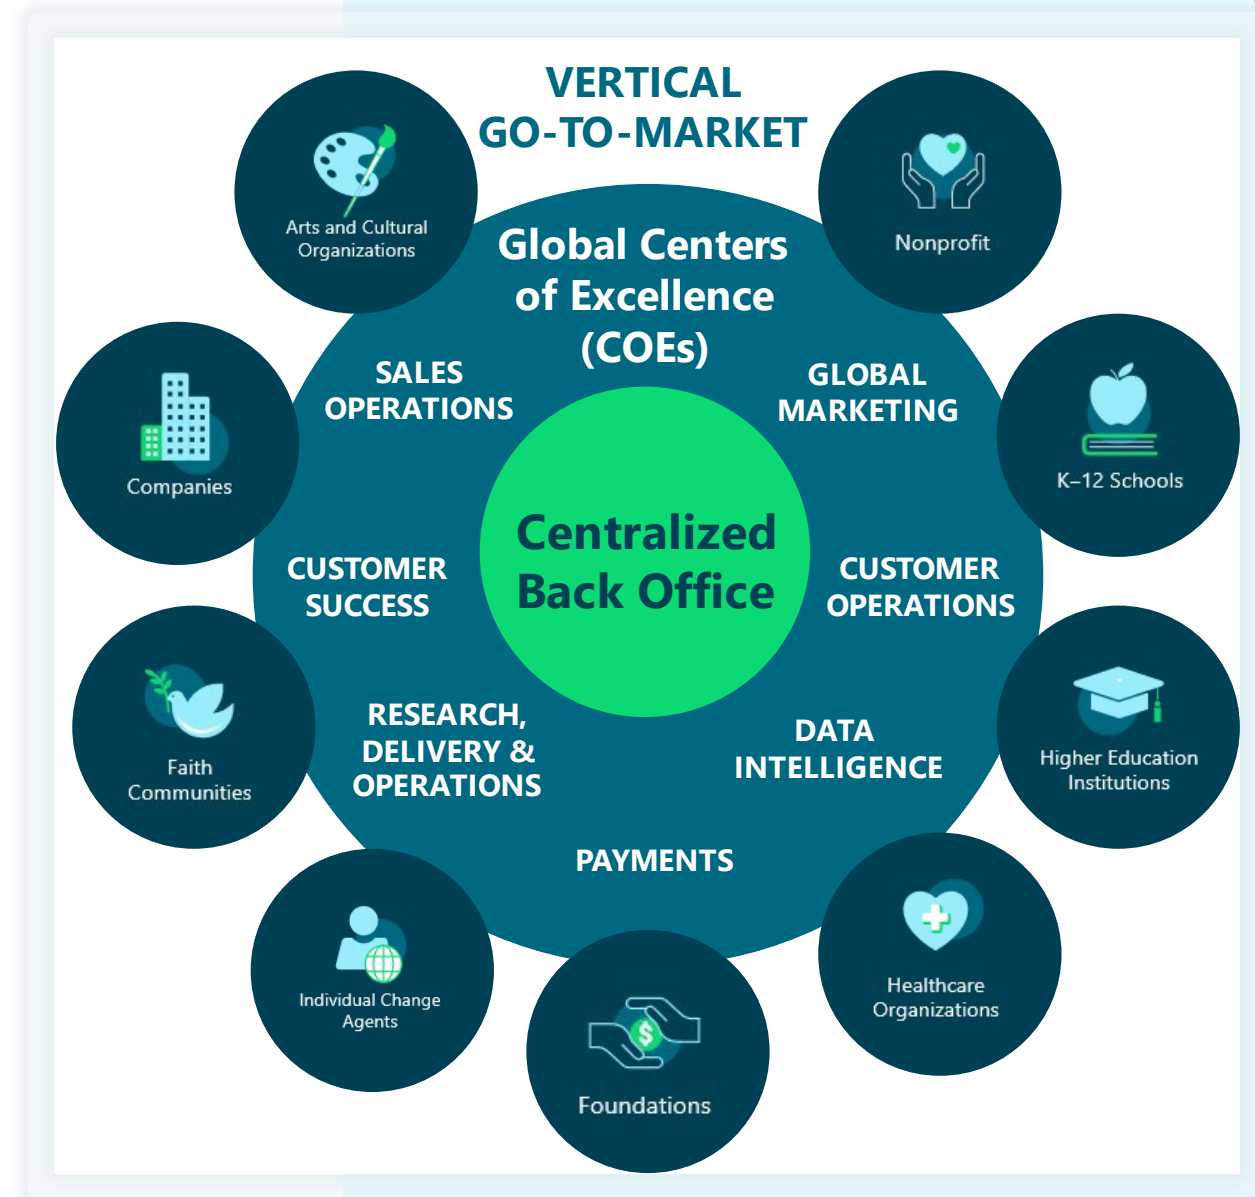 VERTICAL
GO-TO-MARKET
Arts and Cultural
Organizations
Nonprofit
Global Centers
of Excellence
(COEs)
SALES
OPERATIONS
GLOBAL
MARKETING
Companies
K–12 Schools
Centralized
Back Office
CUSTOMER
SUCCESS
CUSTOMER
OPERATIONS
Faith
Communities
RESEARCH,
DELIVERY &
OPERATIONS
DATA
INTELLIGENCE
Higher Education
Institutions
PAYMENTS
Individual Change
Agents
$
Foundations
Healthcare
Organizations